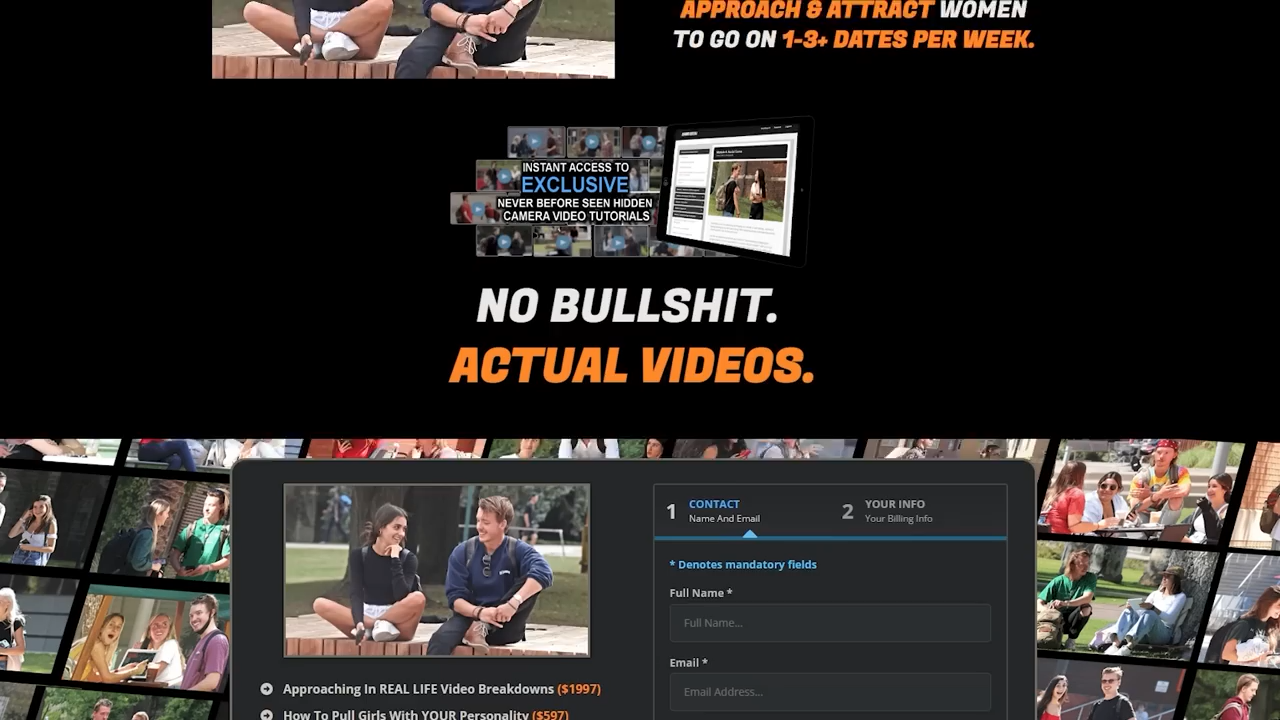 APPROACH & ATTRACT WOMEN
TO GO ON 1-3+ DATES PER WEEK.
INSTANT ACCESS TO
EXCLUSIVE
NEVER BEFORE SEEN HIDDEN
CAMERA VIDEO TUTORIALS
NO BULLSHIT.
ACTUAL VIDEOS.
1 CONTACT
Name And Email
2 YOUR INFO
Your Billing Info
* Denotes mandatory fields
Full Name *
Full Name...
Email *
Email Address...
Approaching In REAL LIFE Video Breakdowns ($1997)
How To Pull Girls With YOUR Personality ($597)